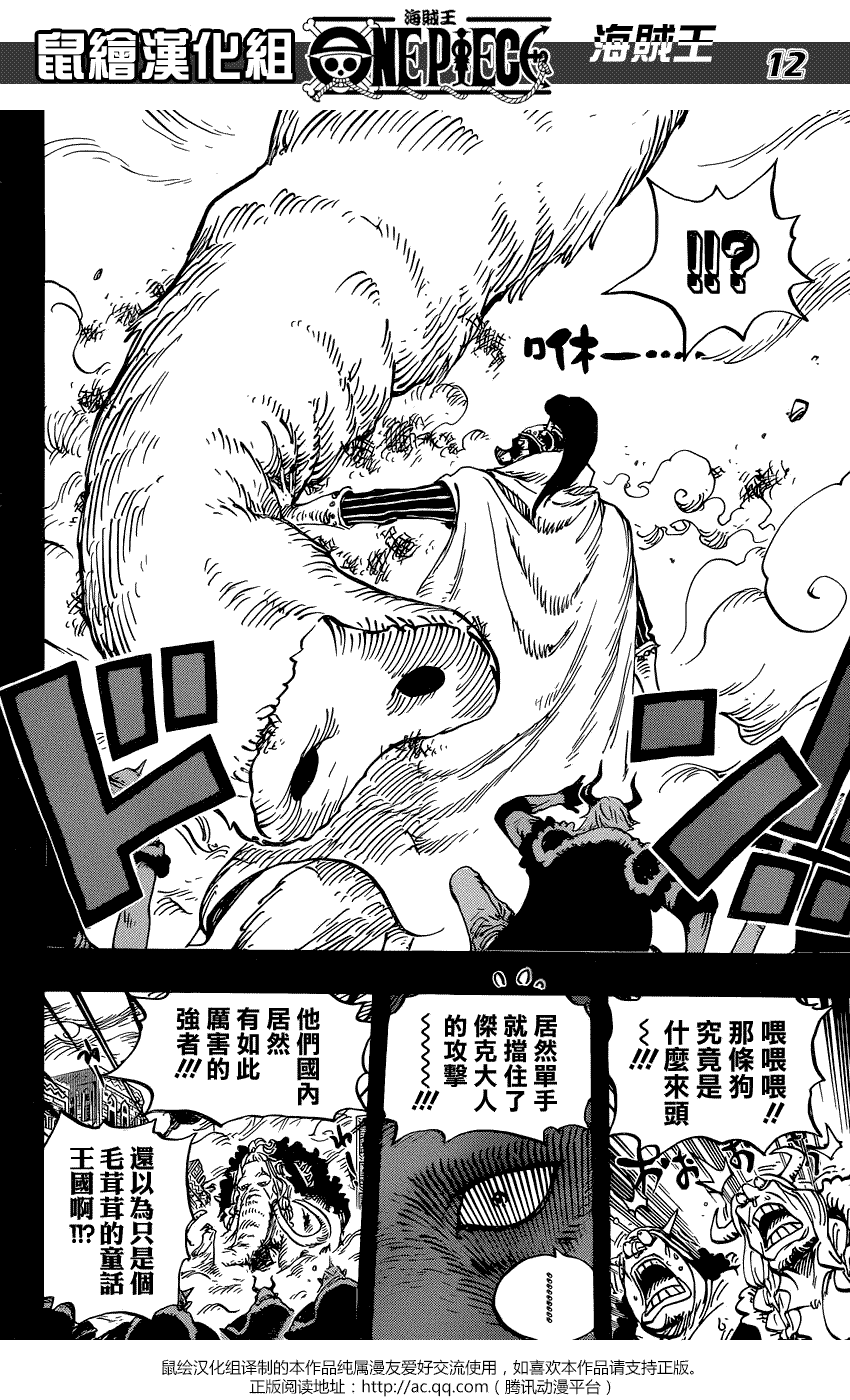 鼠繪漢化組
海賊王
ONE PIECE
海賊王
12
!!?
咻ー……
ド
ン
!!
喂喂喂!!
那條狗
究竟是
什麼來頭
〜〜!!!
居然單手
就擋住了
傑克大人
的攻擊
〜〜〜!!!
………
他們國內
居然
有如此
厲害的
強者!!!
還以為只是個
毛茸茸的童話
王國啊!!?
おお
鼠绘汉化组译制的本作品纯属漫友爱好交流使用，如喜欢本作品请支持正版。
正版阅读地址：http://ac.qq.com（腾讯动漫平台）